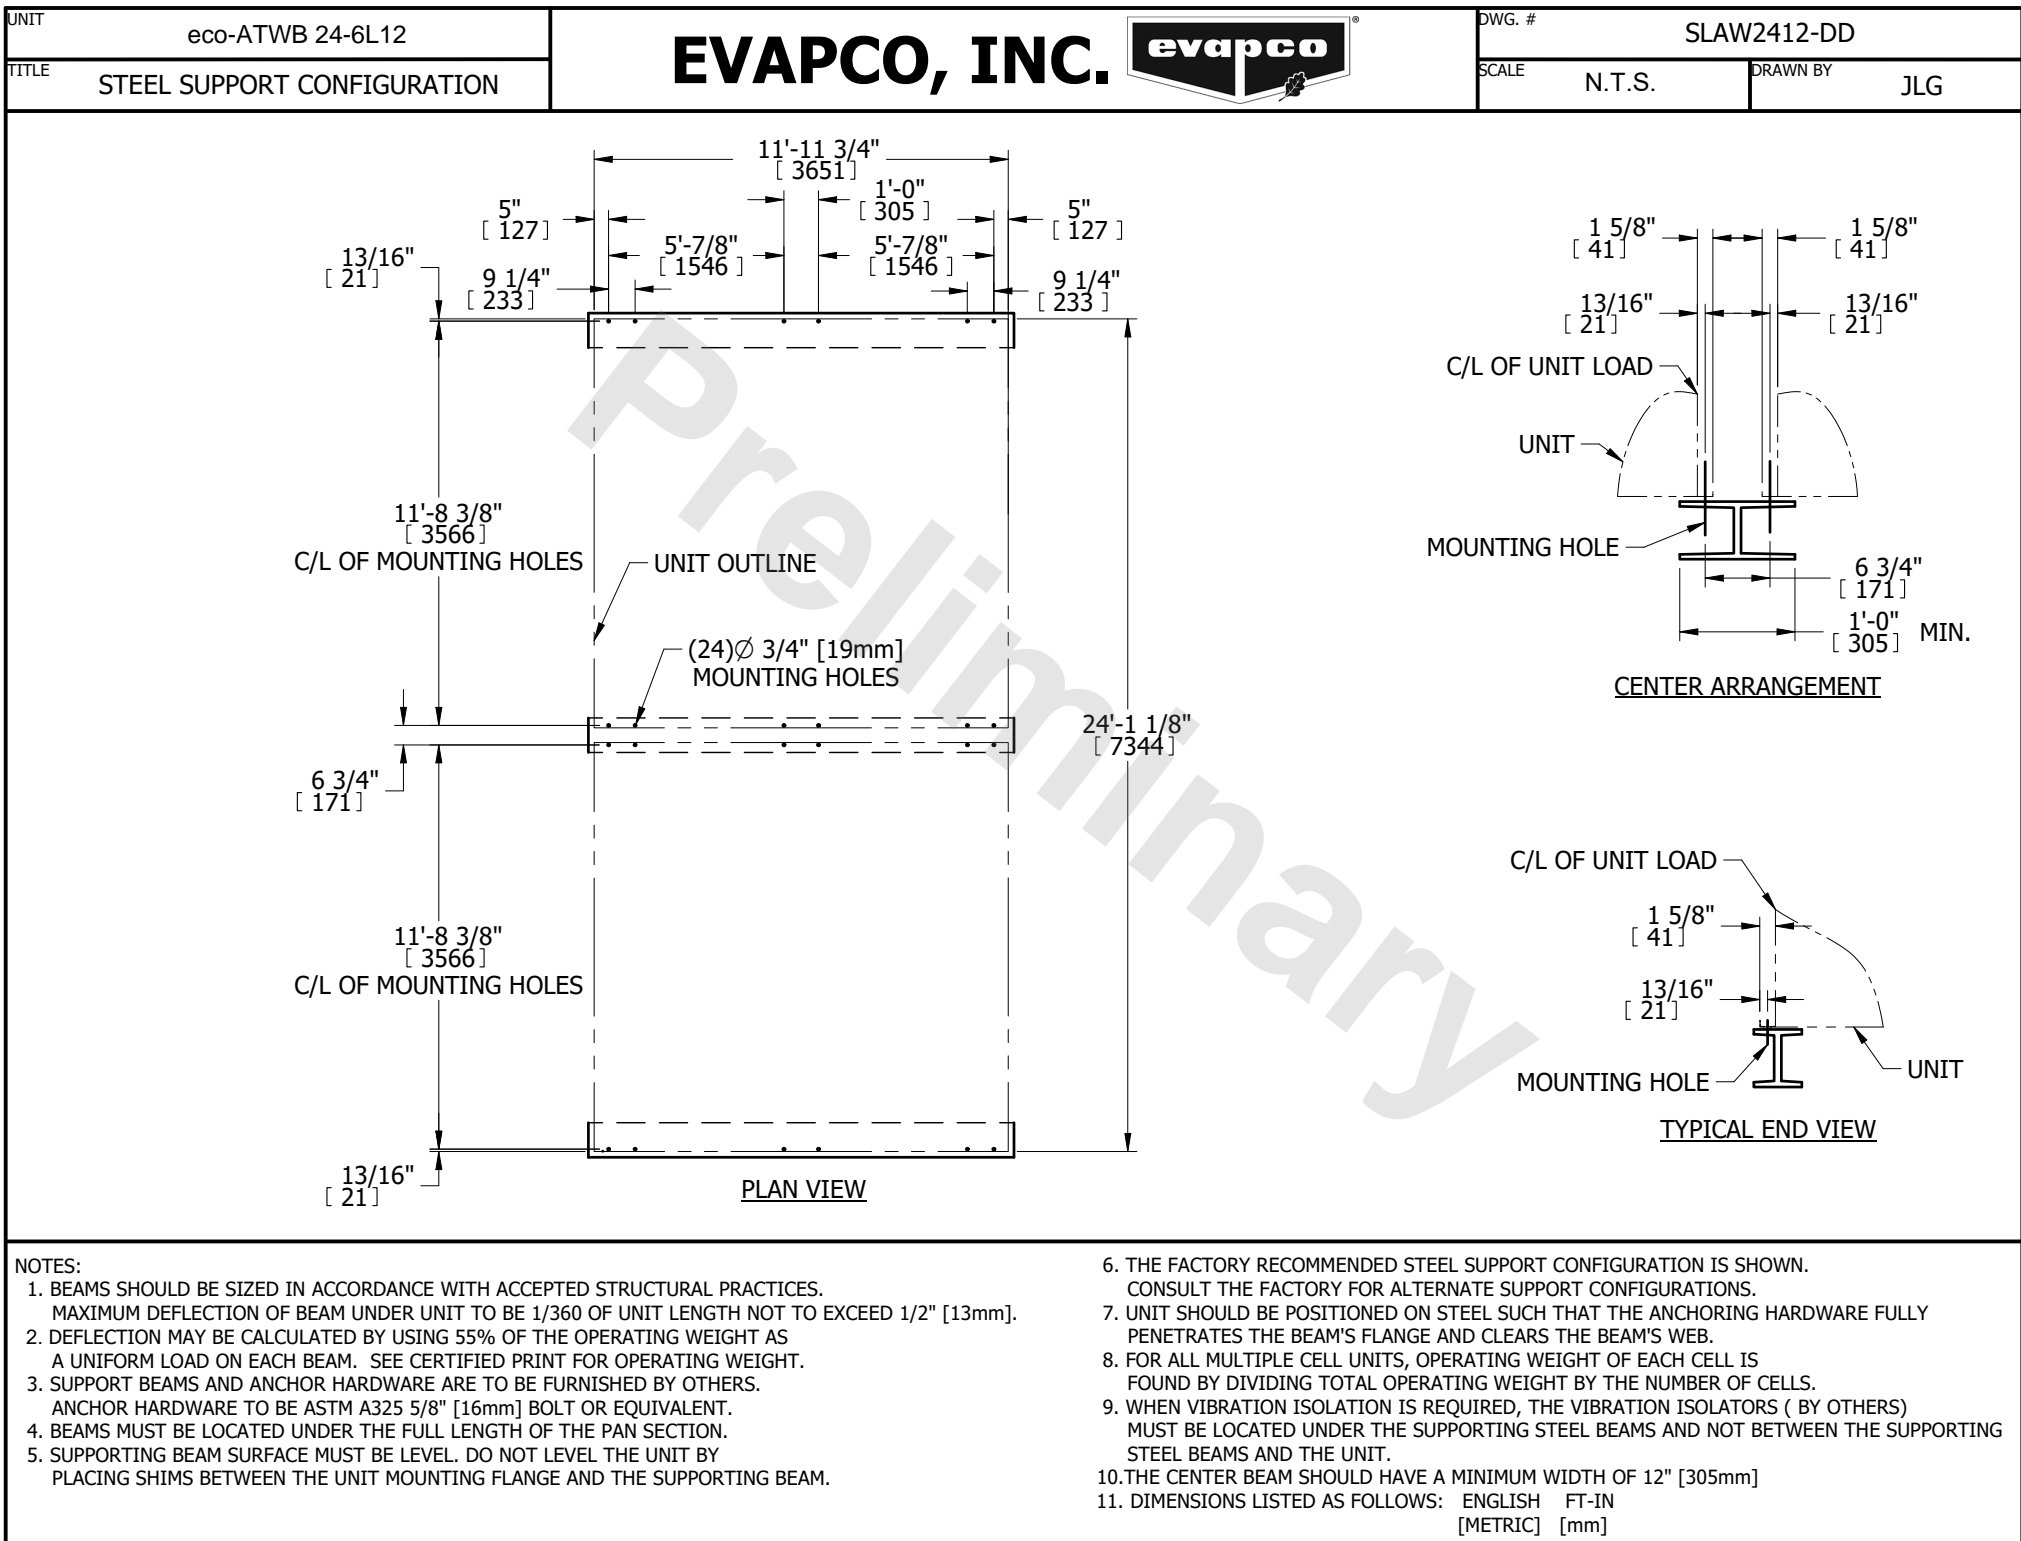 UNIT
eco-ATWB 24-6L12
TITLE
STEEL SUPPORT CONFIGURATION
EVAPCO, INC.
evapco
®
DWG. #
SLAW2412-DD
SCALE
N.T.S.
DRAWN BY
JLG
11'-11 3/4"
[ 3651 ]
1'-0"
[ 305 ]
5"
[ 127 ]
5"
[ 127 ]
5'-7/8"
[ 1546 ]
5'-7/8"
[ 1546 ]
13/16"
[ 21 ]
9 1/4"
[ 233 ]
9 1/4"
[ 233 ]
11'-8 3/8"
[ 3566 ]
C/L OF MOUNTING HOLES
UNIT OUTLINE
(24)∅ 3/4" [19mm]
MOUNTING HOLES
24'-1 1/8"
[ 7344 ]
6 3/4"
[ 171 ]
11'-8 3/8"
[ 3566 ]
C/L OF MOUNTING HOLES
13/16"
[ 21 ]
PLAN VIEW
Preliminary
1 5/8"
[ 41 ]
1 5/8"
[ 41 ]
13/16"
[ 21 ]
13/16"
[ 21 ]
C/L OF UNIT LOAD
UNIT
MOUNTING HOLE
6 3/4"
[ 171 ]
1'-0"
[ 305 ] MIN.
CENTER ARRANGEMENT
C/L OF UNIT LOAD
1 5/8"
[ 41 ]
13/16"
[ 21 ]
MOUNTING HOLE
UNIT
TYPICAL END VIEW
NOTES:
1. BEAMS SHOULD BE SIZED IN ACCORDANCE WITH ACCEPTED STRUCTURAL PRACTICES.
MAXIMUM DEFLECTION OF BEAM UNDER UNIT TO BE 1/360 OF UNIT LENGTH NOT TO EXCEED 1/2" [13mm].
2. DEFLECTION MAY BE CALCULATED BY USING 55% OF THE OPERATING WEIGHT AS
A UNIFORM LOAD ON EACH BEAM. SEE CERTIFIED PRINT FOR OPERATING WEIGHT.
3. SUPPORT BEAMS AND ANCHOR HARDWARE ARE TO BE FURNISHED BY OTHERS.
ANCHOR HARDWARE TO BE ASTM A325 5/8" [16mm] BOLT OR EQUIVALENT.
4. BEAMS MUST BE LOCATED UNDER THE FULL LENGTH OF THE PAN SECTION.
5. SUPPORTING BEAM SURFACE MUST BE LEVEL. DO NOT LEVEL THE UNIT BY
PLACING SHIMS BETWEEN THE UNIT MOUNTING FLANGE AND THE SUPPORTING BEAM.
6. THE FACTORY RECOMMENDED STEEL SUPPORT CONFIGURATION IS SHOWN.
CONSULT THE FACTORY FOR ALTERNATE SUPPORT CONFIGURATIONS.
7. UNIT SHOULD BE POSITIONED ON STEEL SUCH THAT THE ANCHORING HARDWARE FULLY
PENETRATES THE BEAM'S FLANGE AND CLEARS THE BEAM'S WEB.
8. FOR ALL MULTIPLE CELL UNITS, OPERATING WEIGHT OF EACH CELL IS
FOUND BY DIVIDING TOTAL OPERATING WEIGHT BY THE NUMBER OF CELLS.
9. WHEN VIBRATION ISOLATION IS REQUIRED, THE VIBRATION ISOLATORS ( BY OTHERS)
MUST BE LOCATED UNDER THE SUPPORTING STEEL BEAMS AND NOT BETWEEN THE SUPPORTING
STEEL BEAMS AND THE UNIT.
10.THE CENTER BEAM SHOULD HAVE A MINIMUM WIDTH OF 12" [305mm]
11. DIMENSIONS LISTED AS FOLLOWS: ENGLISH FT-IN
[METRIC] [mm]